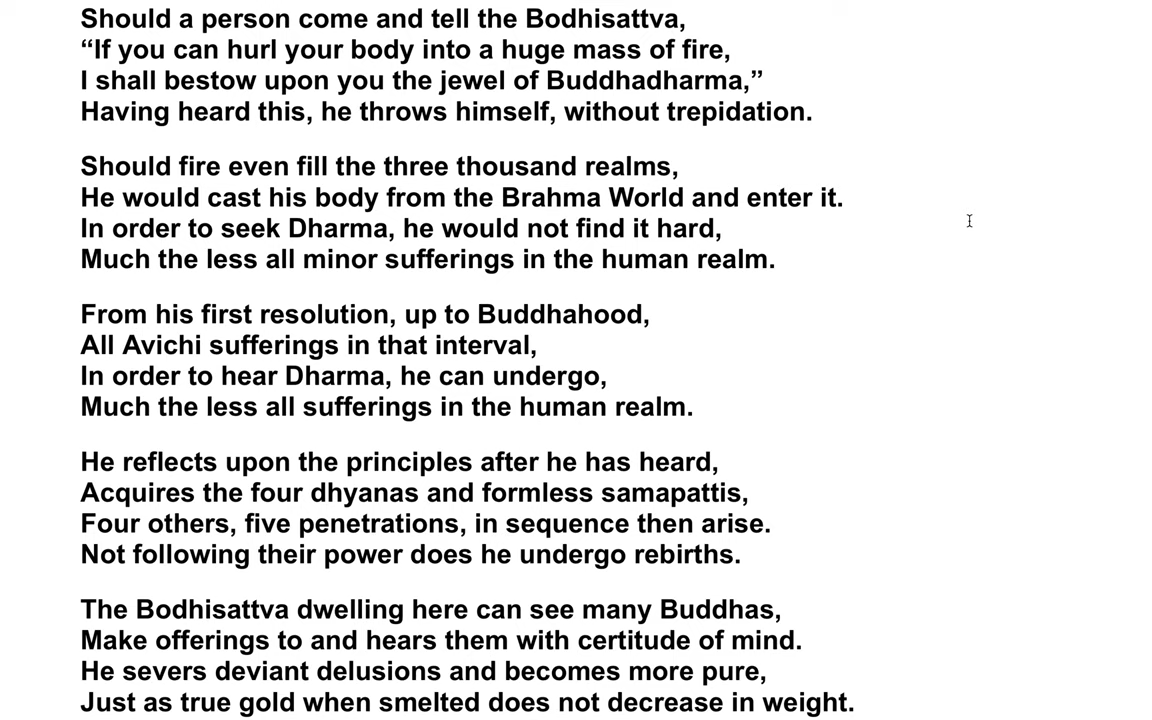 Should a person come and tell the Bodhisattva,
“If you can hurl your body into a huge mass of fire,
I shall bestow upon you the jewel of Buddhadharma,”
Having heard this, he throws himself, without trepidation.
Should fire even fill the three thousand realms,
He would cast his body from the Brahma World and enter it.
In order to seek Dharma, he would not find it hard,
Much the less all minor sufferings in the human realm.
From his first resolution, up to Buddhahood,
All Avichi sufferings in that interval,
In order to hear Dharma, he can undergo,
Much the less all sufferings in the human realm.
He reflects upon the principles after he has heard,
Acquires the four dhyanas and formless samapattis,
Four others, five penetrations, in sequence then arise.
Not following their power does he undergo rebirths.
The Bodhisattva dwelling here can see many Buddhas,
Make offerings to and hears them with certitude of mind.
He severs deviant delusions and becomes more pure,
Just as true gold when smelted does not decrease in weight.